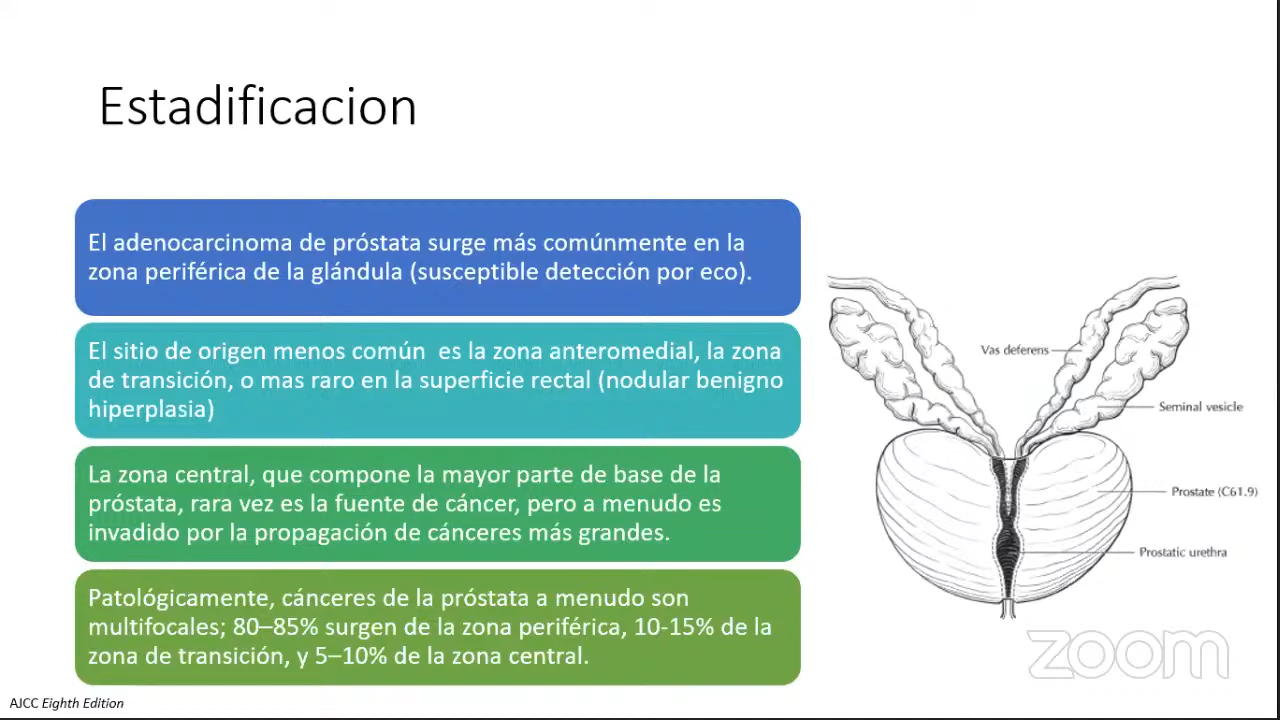 Estadificacion
El adenocarcinoma de próstata surge más comúnmente en la
zona periférica de la glándula (susceptible detección por eco).
El sitio de origen menos común  es la zona anteromedial, la zona
de transición, o mas raro en la superficie rectal (nodular benigno
hiperplasia)
La zona central, que compone la mayor parte de base de la
próstata, rara vez es la fuente de cáncer, pero a menudo es
invadido por la propagación de cánceres más grandes.
Patológicamente, cánceres de la próstata a menudo son
multifocales; 80–85% surgen de la zona periférica, 10-15% de la
zona de transición, y 5–10% de la zona central.
Vas deferens
Seminal vesicle
Prostate (C61.9)
Prostatic urethra
zoom
AJCC Eighth Edition